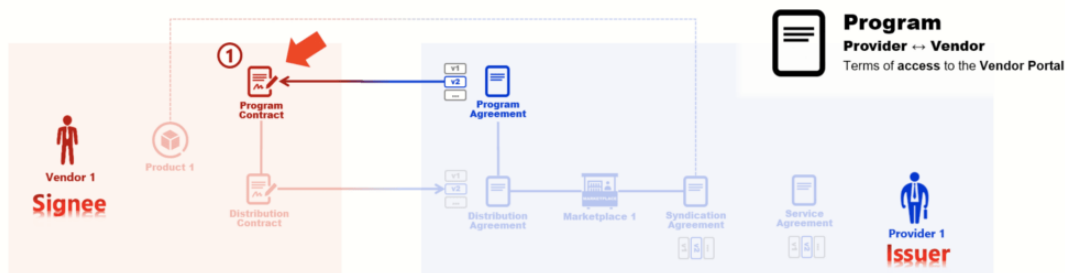 Program
Provider ↔ Vendor
Terms of access to the Vendor Portal
1
Program
Contract
v1
v2
...
Program
Agreement
Vendor 1
Signee
Product 1
Distribution
Contract
v1
v2
...
Distribution
Agreement
Marketplace 1
Syndication
Agreement
Service
Agreement
Provider 1
Issuer